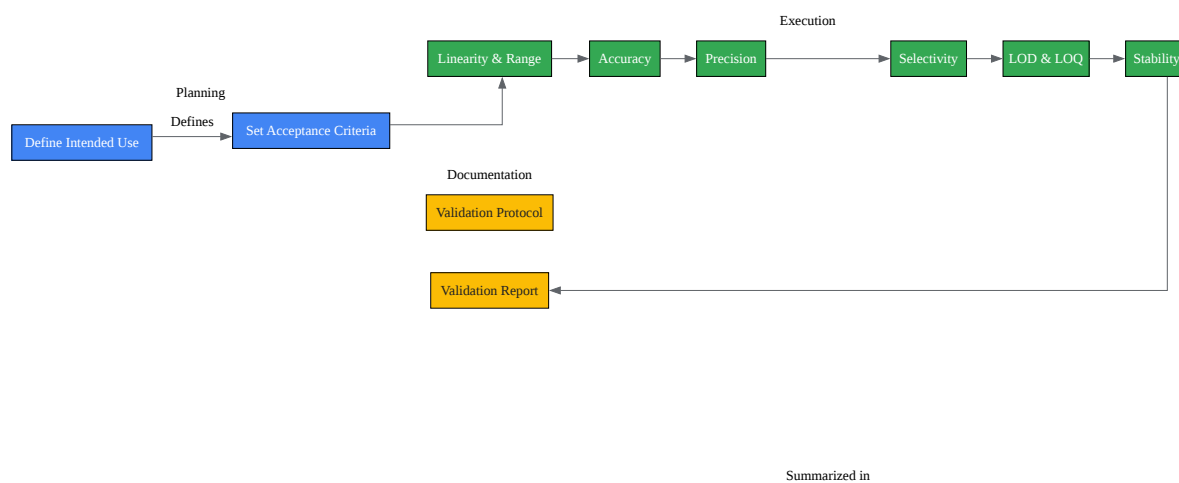 Execution
Linearity & Range
Accuracy
Precision
Selectivity
LOD & LOQ
Stability
Planning
Defines
Define Intended Use
Set Acceptance Criteria
Documentation
Validation Protocol
Validation Report
Summarized in